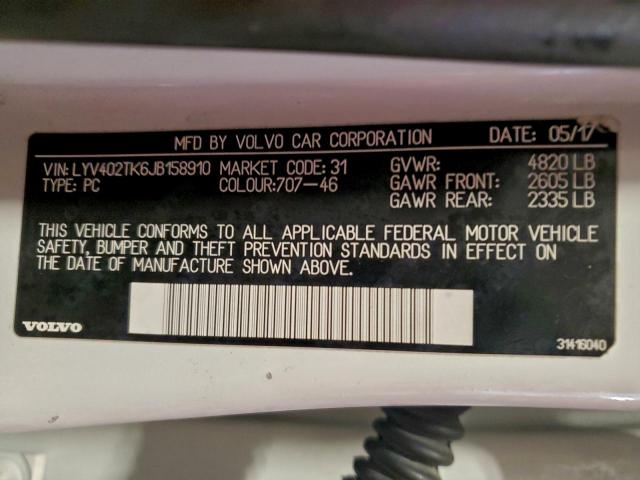 MFD BY VOLVO CAR CORPORATION DATE: 05/17
VIN: LYV402TK6JB158910 MARKET CODE: 31 GVWR: 4820 LB
TYPE: PC COLOUR:707-46 GAWR FRONT: 2605 LB
GAWR REAR: 2335 LB
THIS VEHICLE CONFORMS TO ALL APPLICABLE FEDERAL MOTOR VEHICLE
SAFETY, BUMPER AND THEFT PREVENTION STANDARDS IN EFFECT ON
THE DATE OF MANUFACTURE SHOWN ABOVE.
VOLVO
31416040